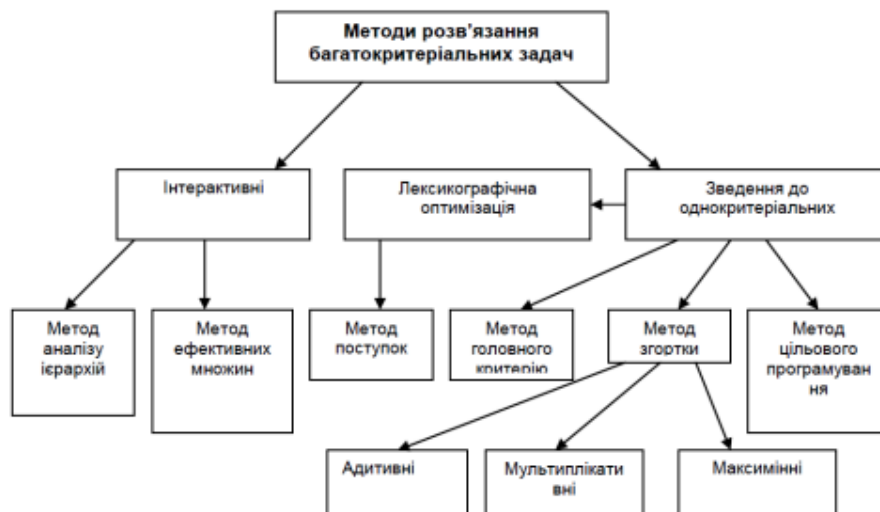 Методи розв’язання
багатокритеріальних задач
Інтерактивні
Лексикографічна
оптимізація
Зведення до
однокритеріальних
Метод
аналізу
ієрархій
Метод
ефективних
множин
Метод
поступок
Метод
головного
критерію
Метод
згортки
Метод
цільового
програмуван
ня
Адитивні
Мультиплікати
вні
Максимінні